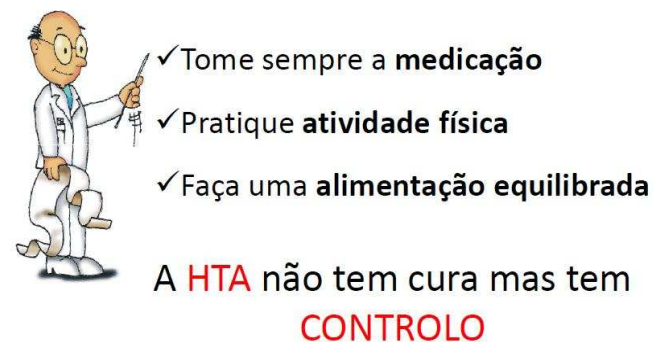 ✓Tome sempre a medicação
✓Pratique atividade física
✓Faça uma alimentação equilibrada
A HTA não tem cura mas tem
CONTROLO